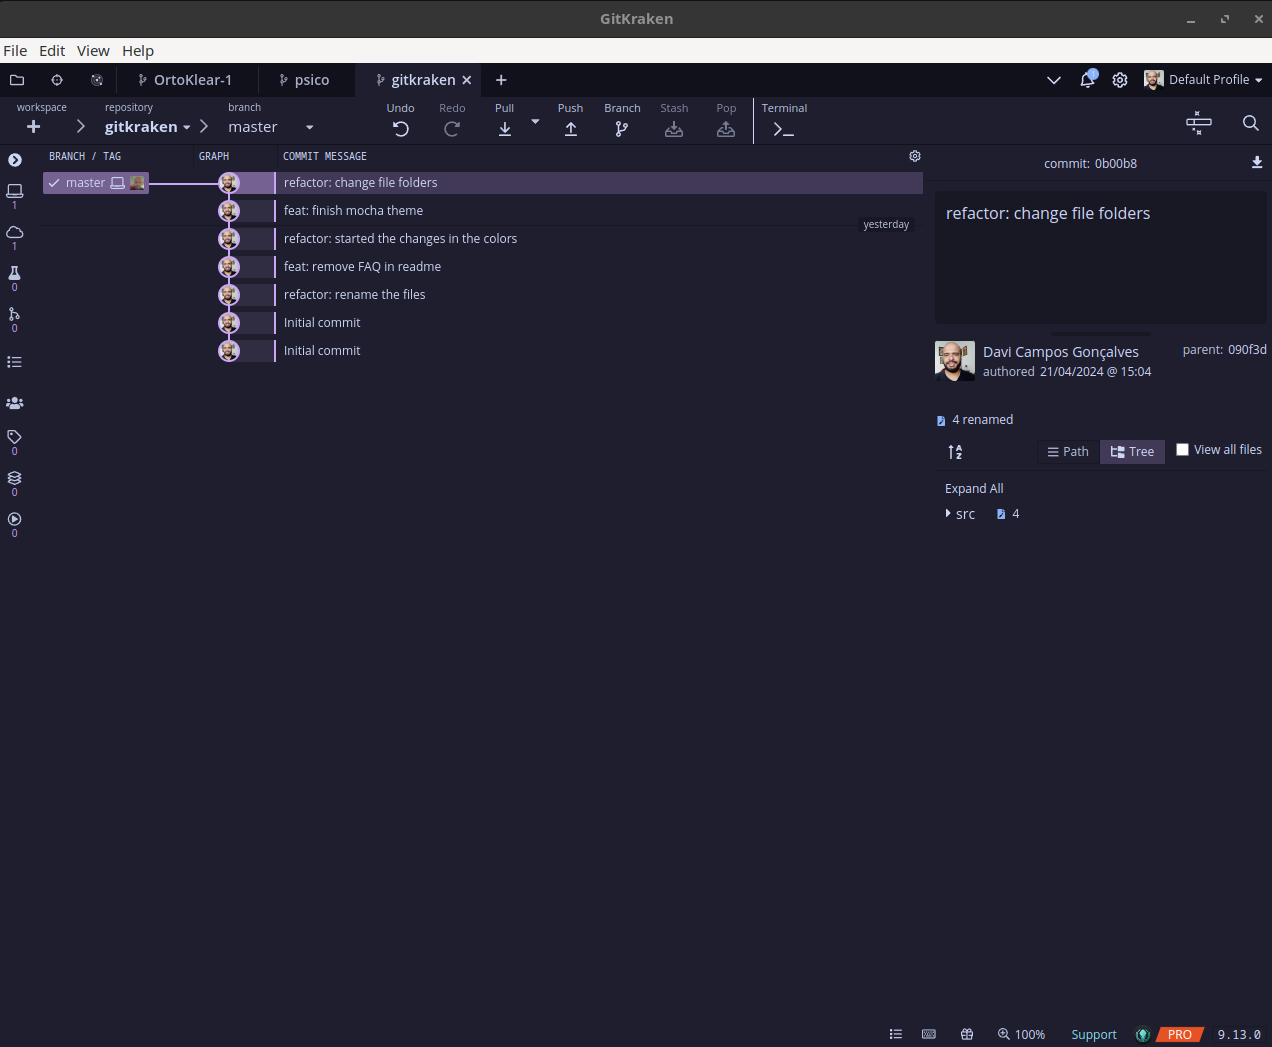 GitKraken
File Edit View Help
OrtoKlear-1 psico gitkraken Default Profile
workspace repository branch Undo Redo Pull Push Branch Stash Pop Terminal
gitkraken master
BRANCH / TAG GRAPH COMMIT MESSAGE
commit: 0b00b8
master refactor: change file folders
feat: finish mocha theme
yesterday
refactor: started the changes in the colors
feat: remove FAQ in readme
refactor: rename the files
Initial commit
Initial commit
1
1
0
0
0
0
0
refactor: change file folders
Davi Campos Gonçalves parent: 090f3d
authored 21/04/2024 @ 15:04
4 renamed
Path Tree View all files
Expand All
src 4
100% Support PRO 9.13.0